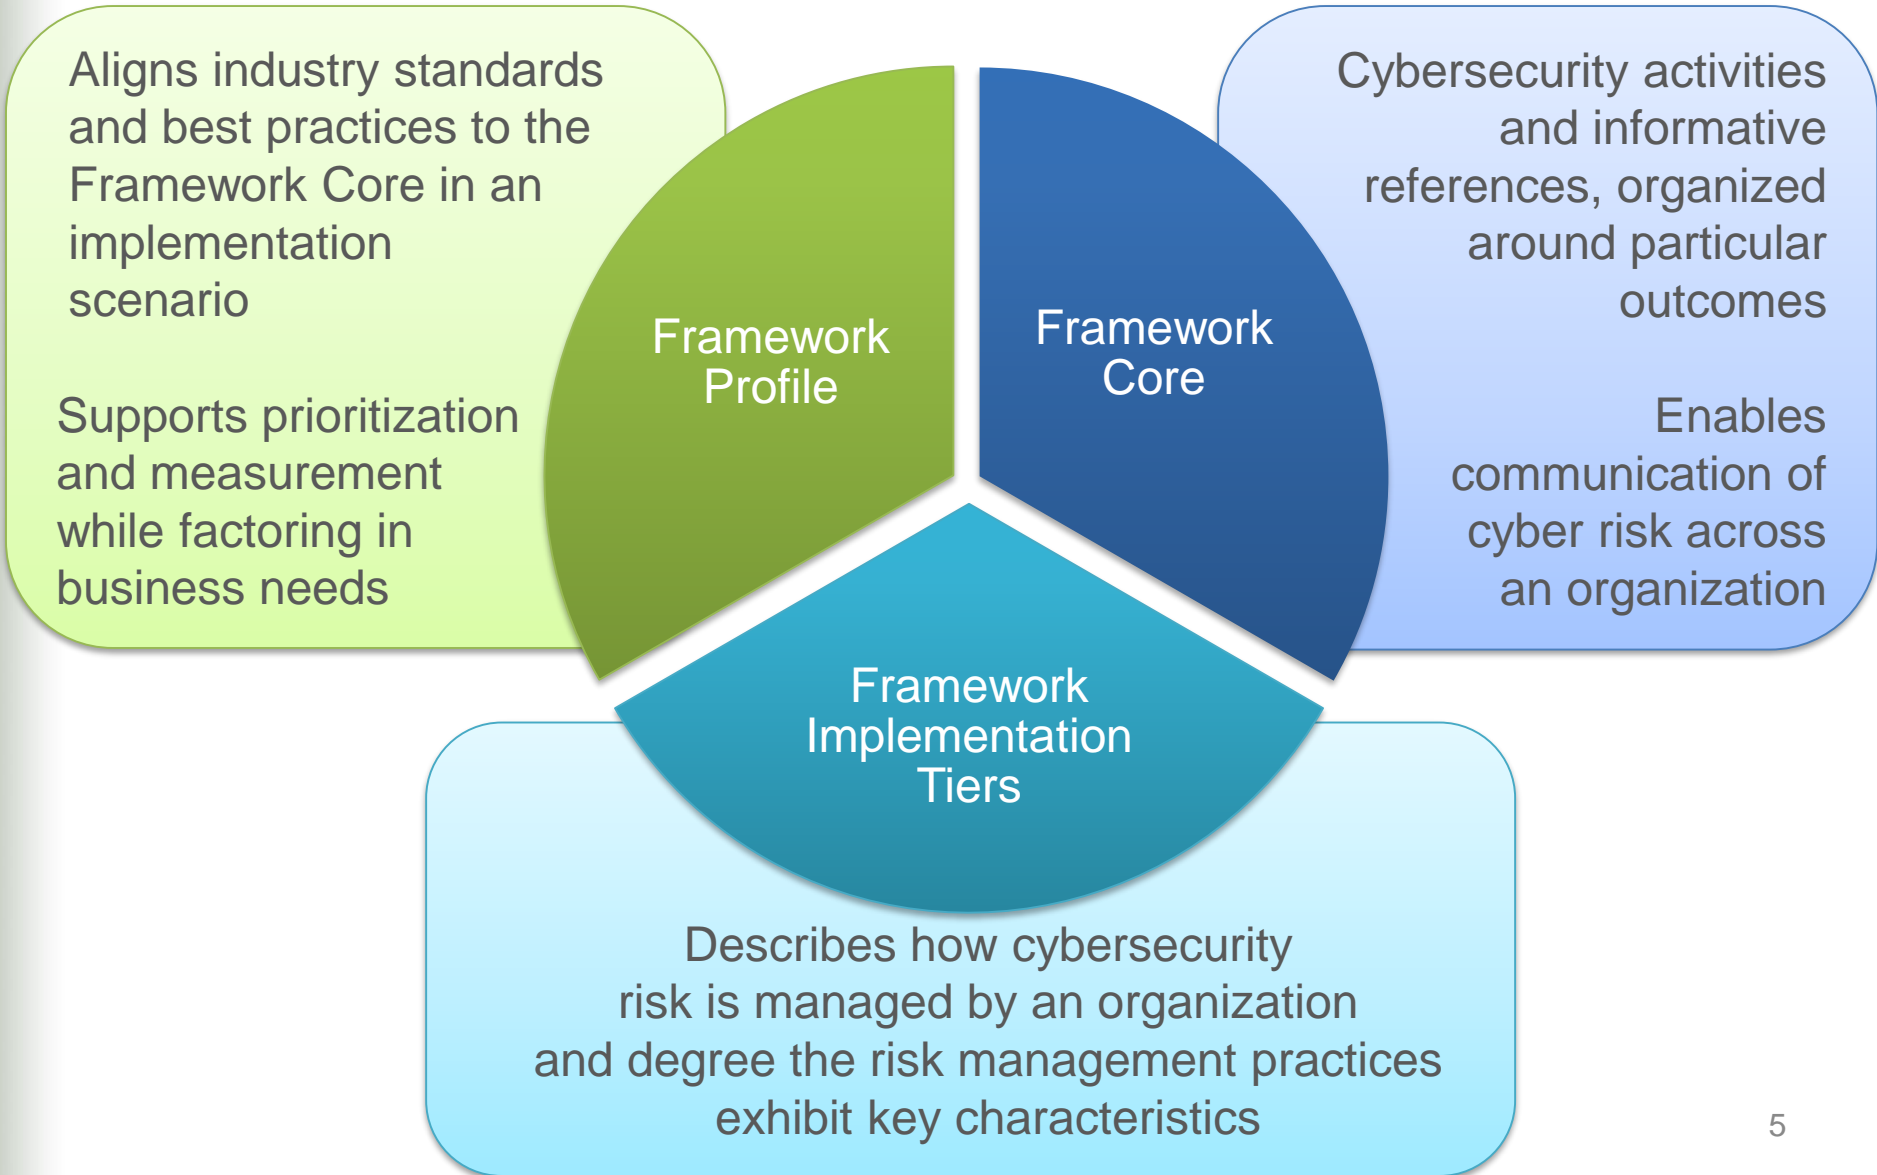 Aligns industry standards
and best practices to the
Framework Core in an
implementation
scenario
Supports prioritization
and measurement
while factoring in
business needs
Framework
Profile
Framework
Core
Cybersecurity activities
and informative
references, organized
around particular
outcomes
Enables
communication of
cyber risk across
an organization
Framework
Implementation
Tiers
Describes how cybersecurity
risk is managed by an organization
and degree the risk management practices
exhibit key characteristics
5